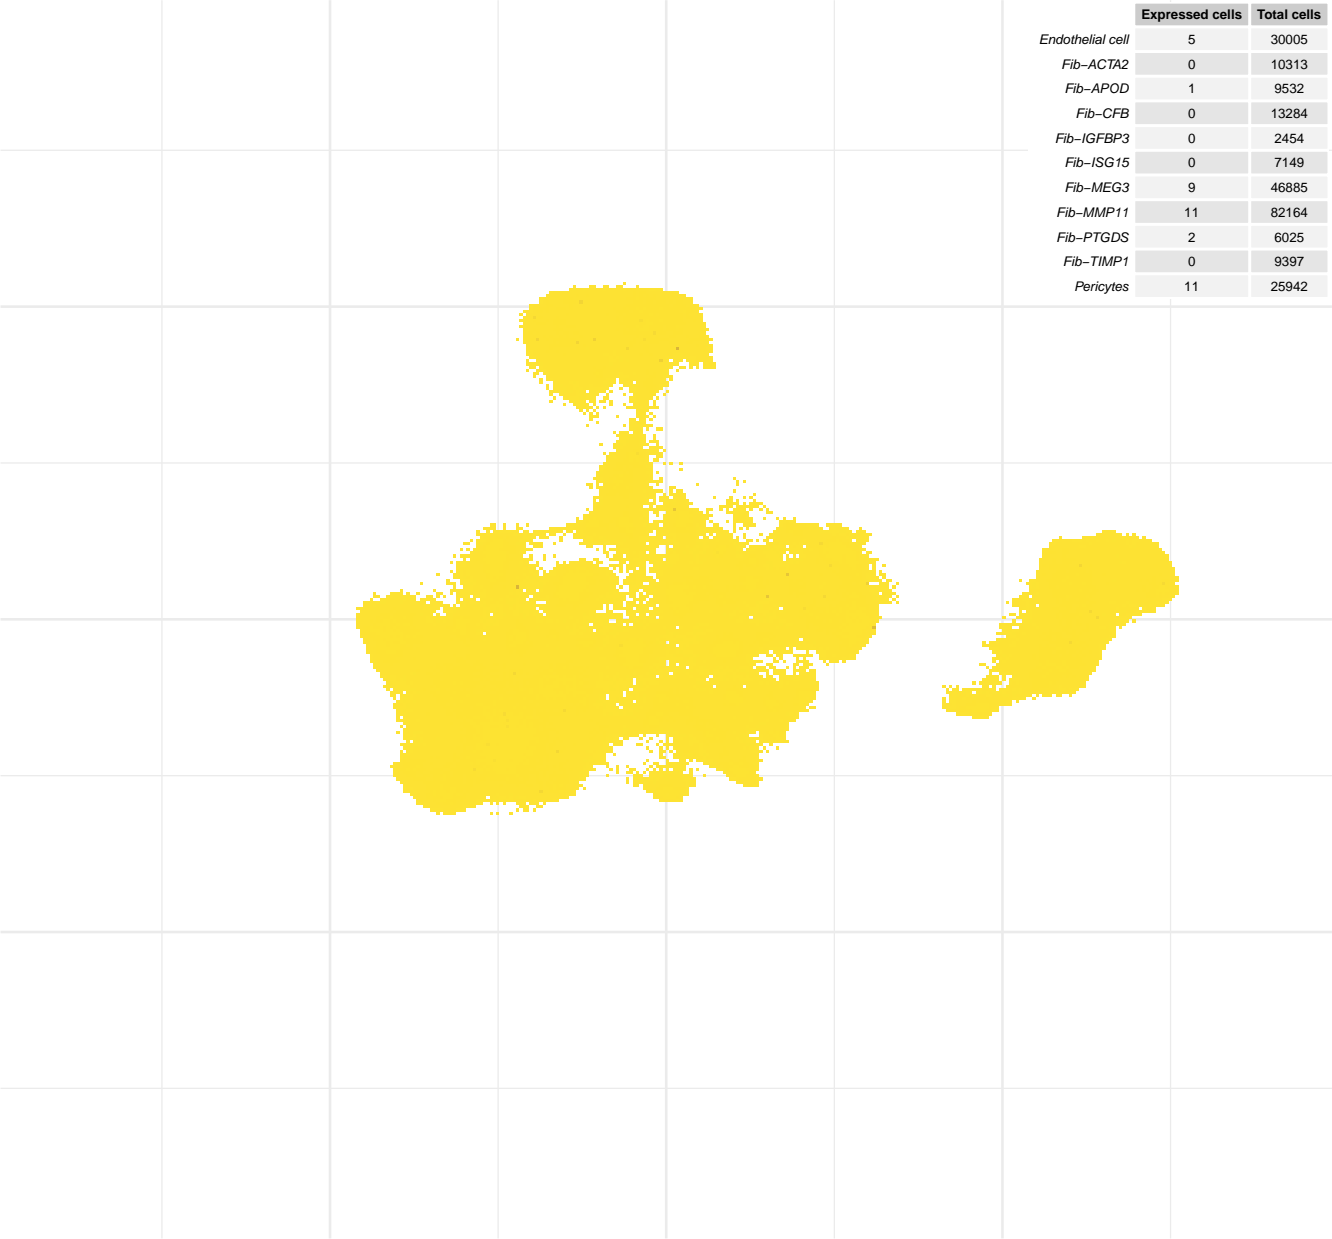 Expressed cells Total cells
Endothelial cell 5 30005
Fib−ACTA2 0 10313
Fib−APOD 1 9532
Fib−CFB 0 13284
Fib−IGFBP3 0 2454
Fib−ISG15 0 7149
Fib−MEG3 9 46885
Fib−MMP11 11 82164
Fib−PTGDS 2 6025
Fib−TIMP1 0 9397
Pericytes 11 25942